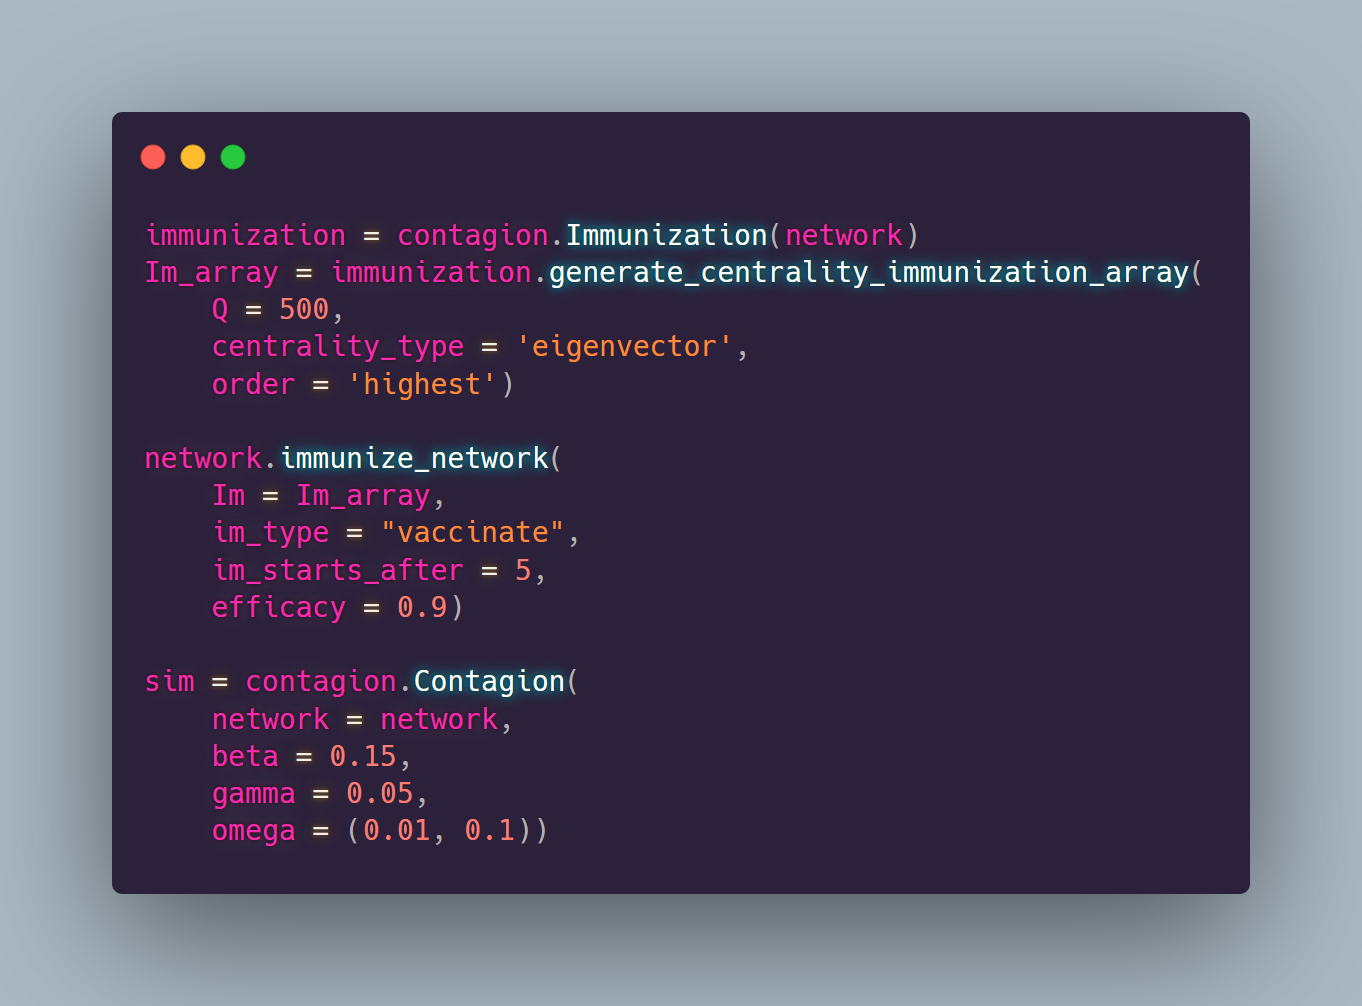 immunization = contagion.Immunization(network)
Im_array = immunization.generate_centrality_immunization_array(
    Q = 500,
    centrality_type = 'eigenvector',
    order = 'highest')

network.immunize_network(
    Im = Im_array,
    im_type = "vaccinate",
    im_starts_after = 5,
    efficacy = 0.9)

sim = contagion.Contagion(
    network = network,
    beta = 0.15,
    gamma = 0.05,
    omega = (0.01, 0.1))